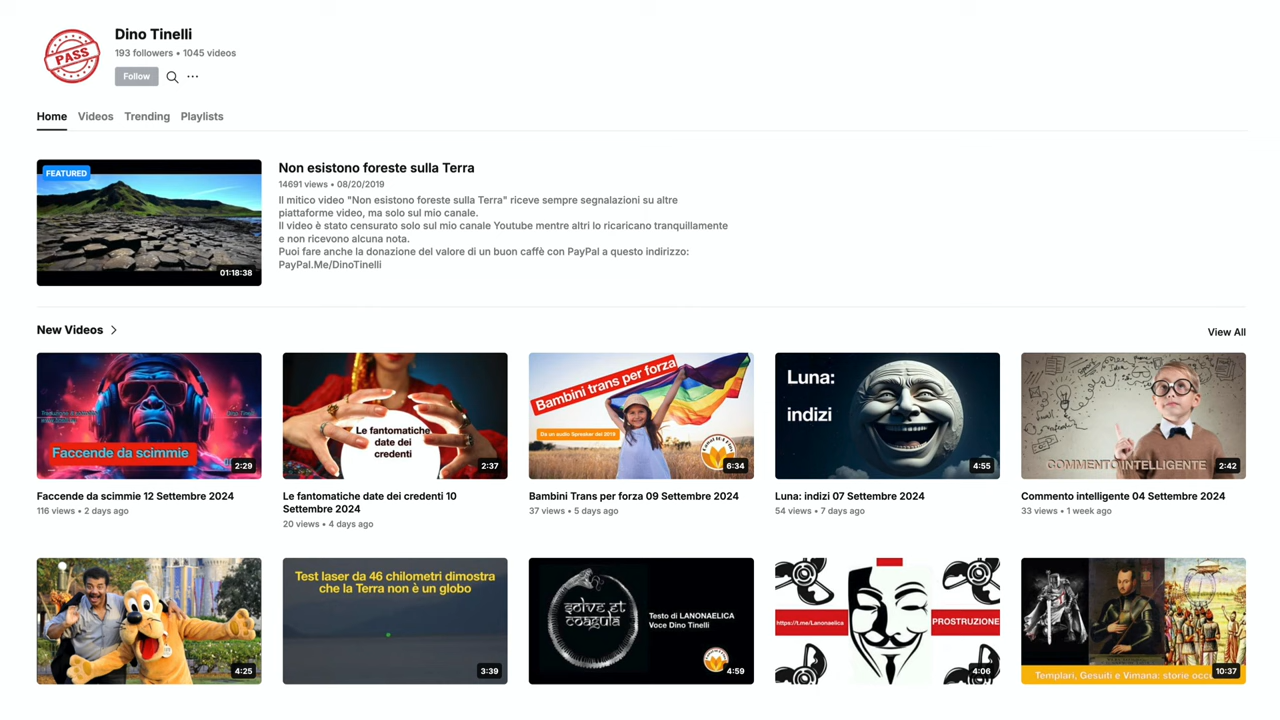 PASS
Dino Tinelli
193 followers • 1045 videos
Follow
Home Videos Trending Playlists
FEATURED
01:18:38
Non esistono foreste sulla Terra
14691 views • 08/20/2019
Il mitico video "Non esistono foreste sulla Terra" riceve sempre segnalazioni su altre
piattaforme video, ma solo sul mio canale.
Il video è stato censurato solo sul mio canale Youtube mentre altri lo ricaricano tranquillamente
e non ricevono alcuna nota.
Puoi fare anche la donazione del valore di un buon caffè con PayPal a questo indirizzo:
PayPal.Me/DinoTinelli
New Videos
View All
Faccende da scimmie
2:29
Le fantomatiche
date dei
credenti
2:37
Bambini trans per forza
Da un audio Spreaker del 2019
6:34
Luna:
indizi
4:55
COMMENTO INTELLIGENTE
2:42
Faccende da scimmie 12 Settembre 2024
116 views • 2 days ago
Le fantomatiche date dei credenti 10
Settembre 2024
20 views • 4 days ago
Bambini Trans per forza 09 Settembre 2024
37 views • 5 days ago
Luna: indizi 07 Settembre 2024
54 views • 7 days ago
Commento intelligente 04 Settembre 2024
33 views • 1 week ago
4:25
Test laser da 46 chilometri dimostra
che la Terra non è un globo
3:39
solve et
coagula
Testo di LANONAELICA
Voce Dino Tinelli
4:59
https://t.me/Lanonaelica
PROSTRUZIONE
4:06
Templari, Gesuiti e Vimana: storie occ
10:37